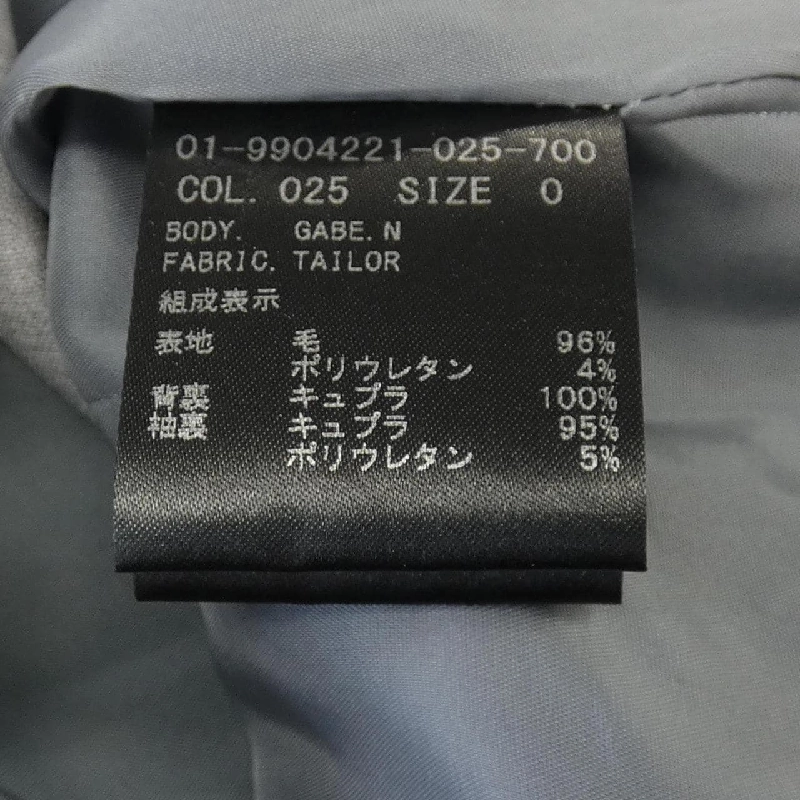 01-9904221-025-700
COL. 025 SIZE 0
BODY. GABE. N
FABRIC. TAILOR
組成表示
表地 毛 96%
ポリウレタン 4%
背裏 キュプラ 100%
袖裏 キュプラ 95%
ポリウレタン 5%